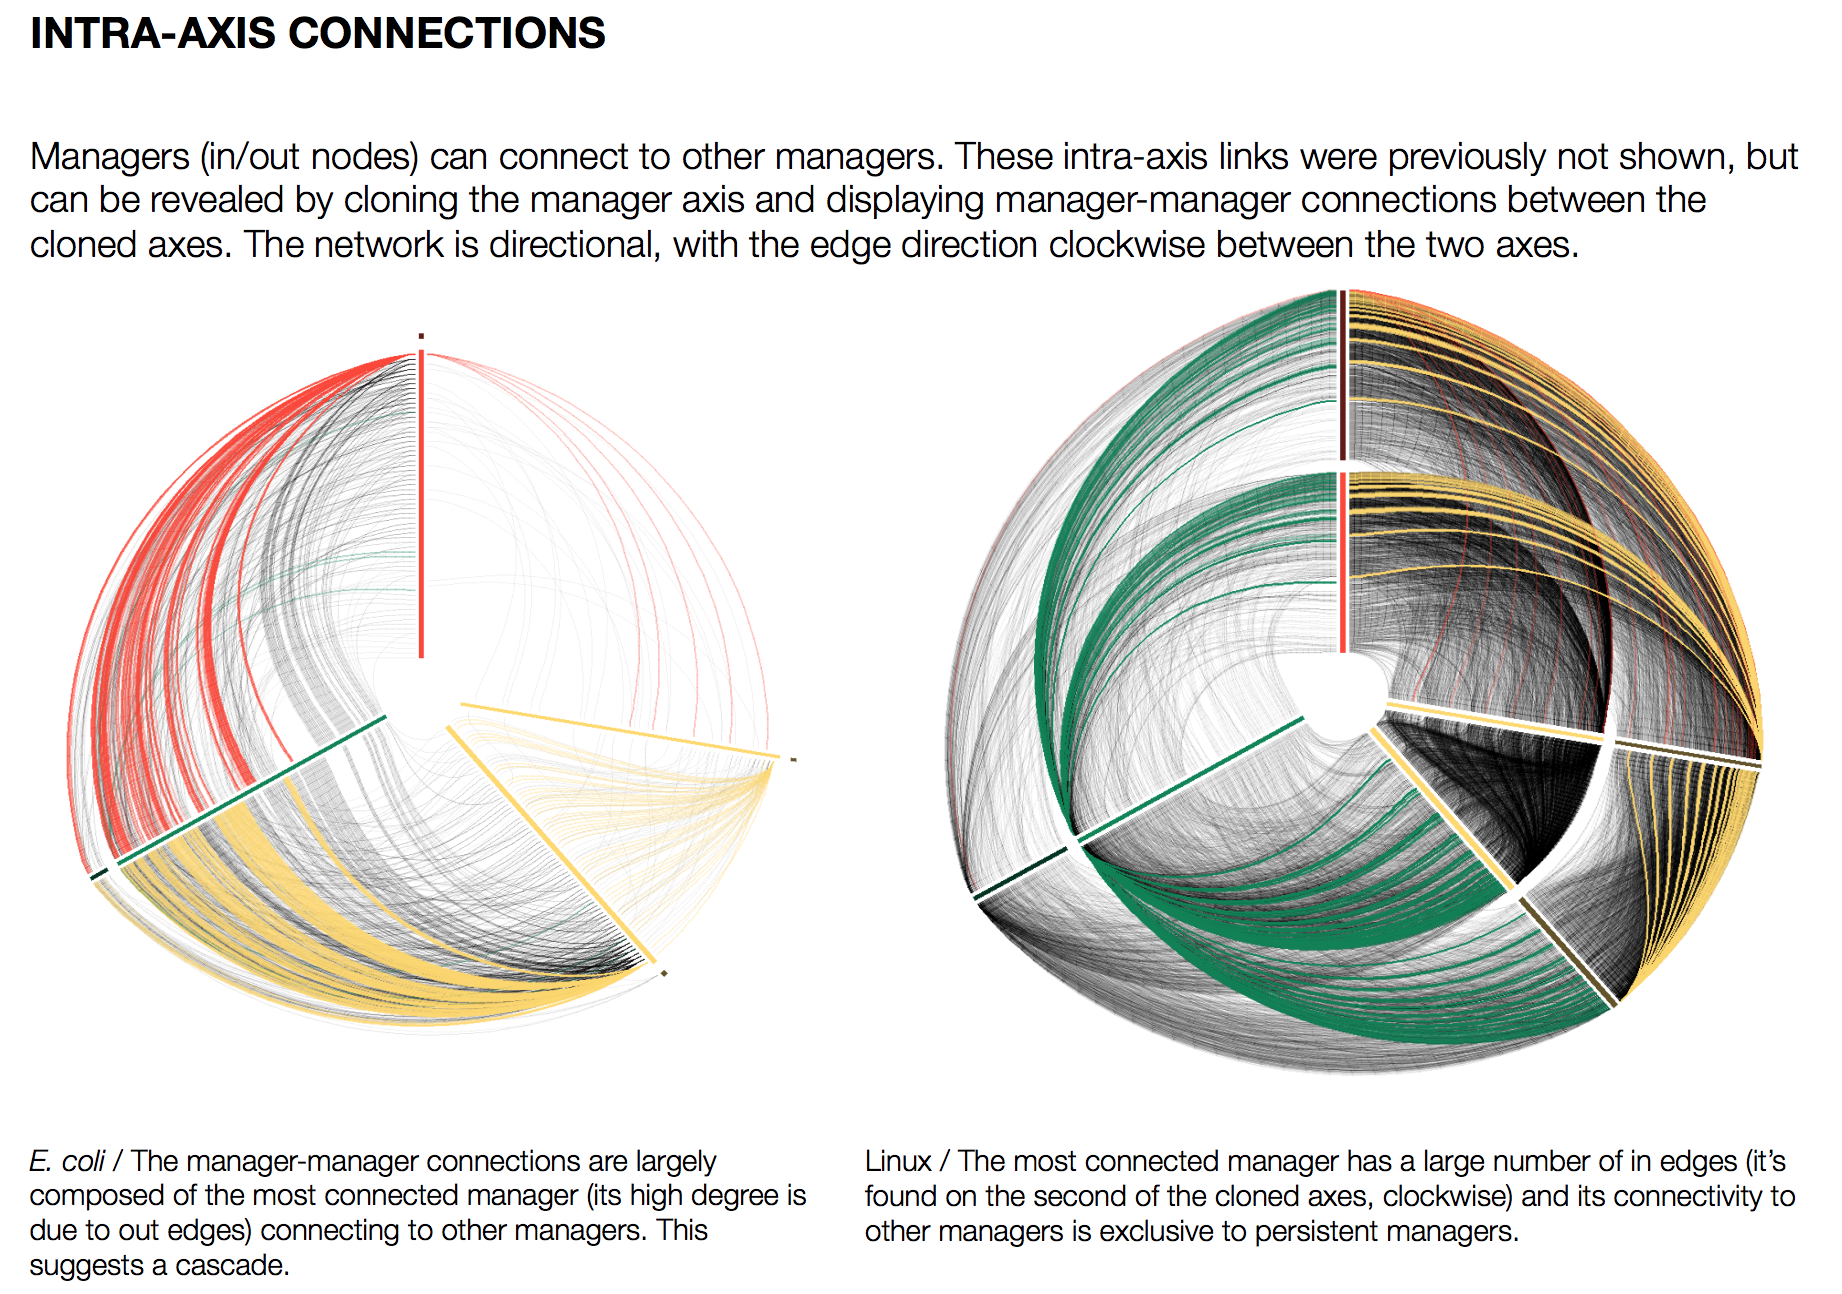 INTRA-AXIS CONNECTIONS
Managers (in/out nodes) can connect to other managers. These intra-axis links were previously not shown, but
can be revealed by cloning the manager axis and displaying manager-manager connections between the
cloned axes. The network is directional, with the edge direction clockwise between the two axes.
E. coli / The manager-manager connections are largely
composed of the most connected manager (its high degree is
due to out edges) connecting to other managers. This
suggests a cascade.
Linux / The most connected manager has a large number of in edges (it’s
found on the second of the cloned axes, clockwise) and its connectivity to
other managers is exclusive to persistent managers.